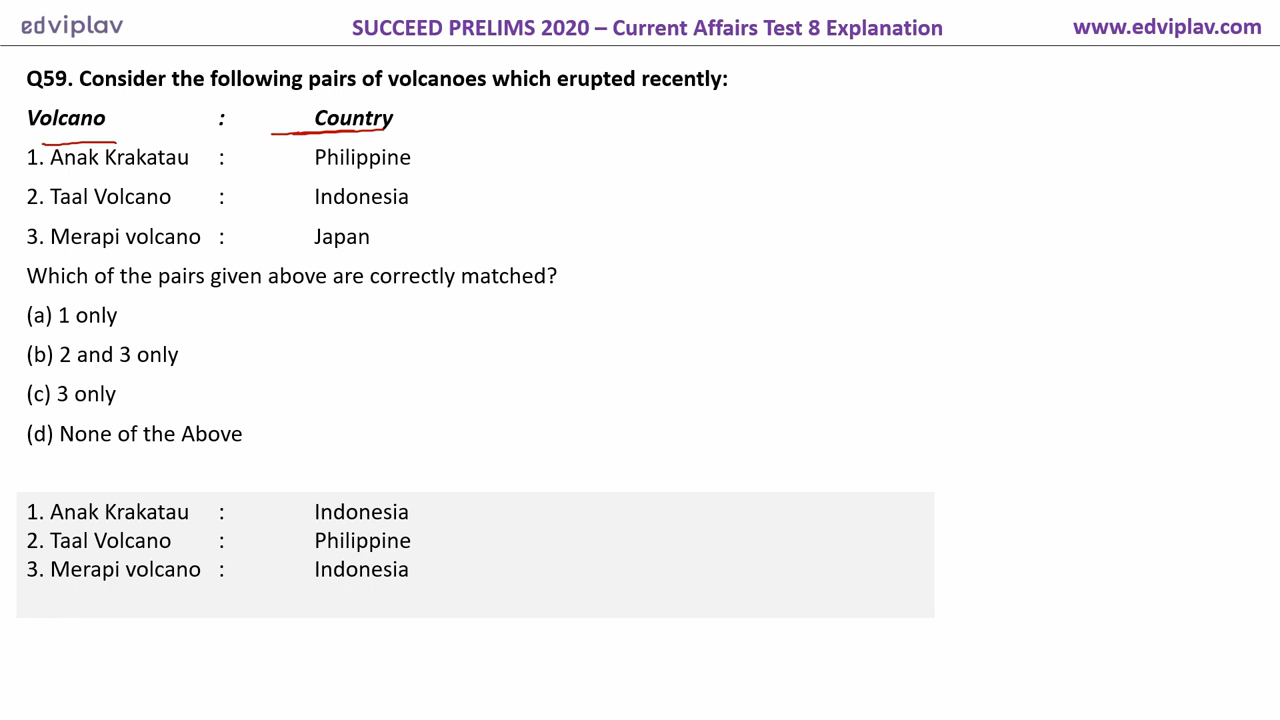 edviplav
SUCCEED PRELIMS 2020 – Current Affairs Test 8 Explanation
www.edviplav.com
Q59. Consider the following pairs of volcanoes which erupted recently:
Volcano : Country
1. Anak Krakatau : Philippine
2. Taal Volcano : Indonesia
3. Merapi volcano : Japan
Which of the pairs given above are correctly matched?
(a) 1 only
(b) 2 and 3 only
(c) 3 only
(d) None of the Above
1. Anak Krakatau : Indonesia
2. Taal Volcano : Philippine
3. Merapi volcano : Indonesia